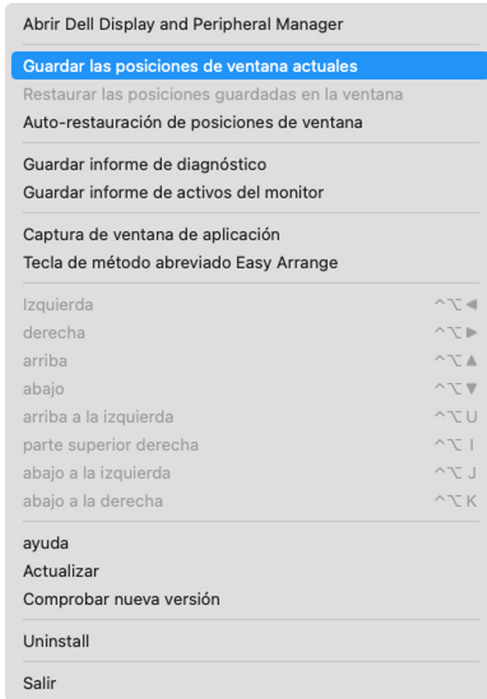 Abrir Dell Display and Peripheral Manager
Guardar las posiciones de ventana actuales
Restaurar las posiciones guardadas en la ventana
Auto-restauración de posiciones de ventana
Guardar informe de diagnóstico
Guardar informe de activos del monitor
Captura de ventana de aplicación
Tecla de método abreviado Easy Arrange
Izquierda ^⌥◀
derecha ^⌥▶
arriba ^⌥▲
abajo ^⌥▼
arriba a la izquierda ^⌥U
parte superior derecha ^⌥I
abajo a la izquierda ^⌥J
abajo a la derecha ^⌥K
ayuda
Actualizar
Comprobar nueva versión
Uninstall
Salir